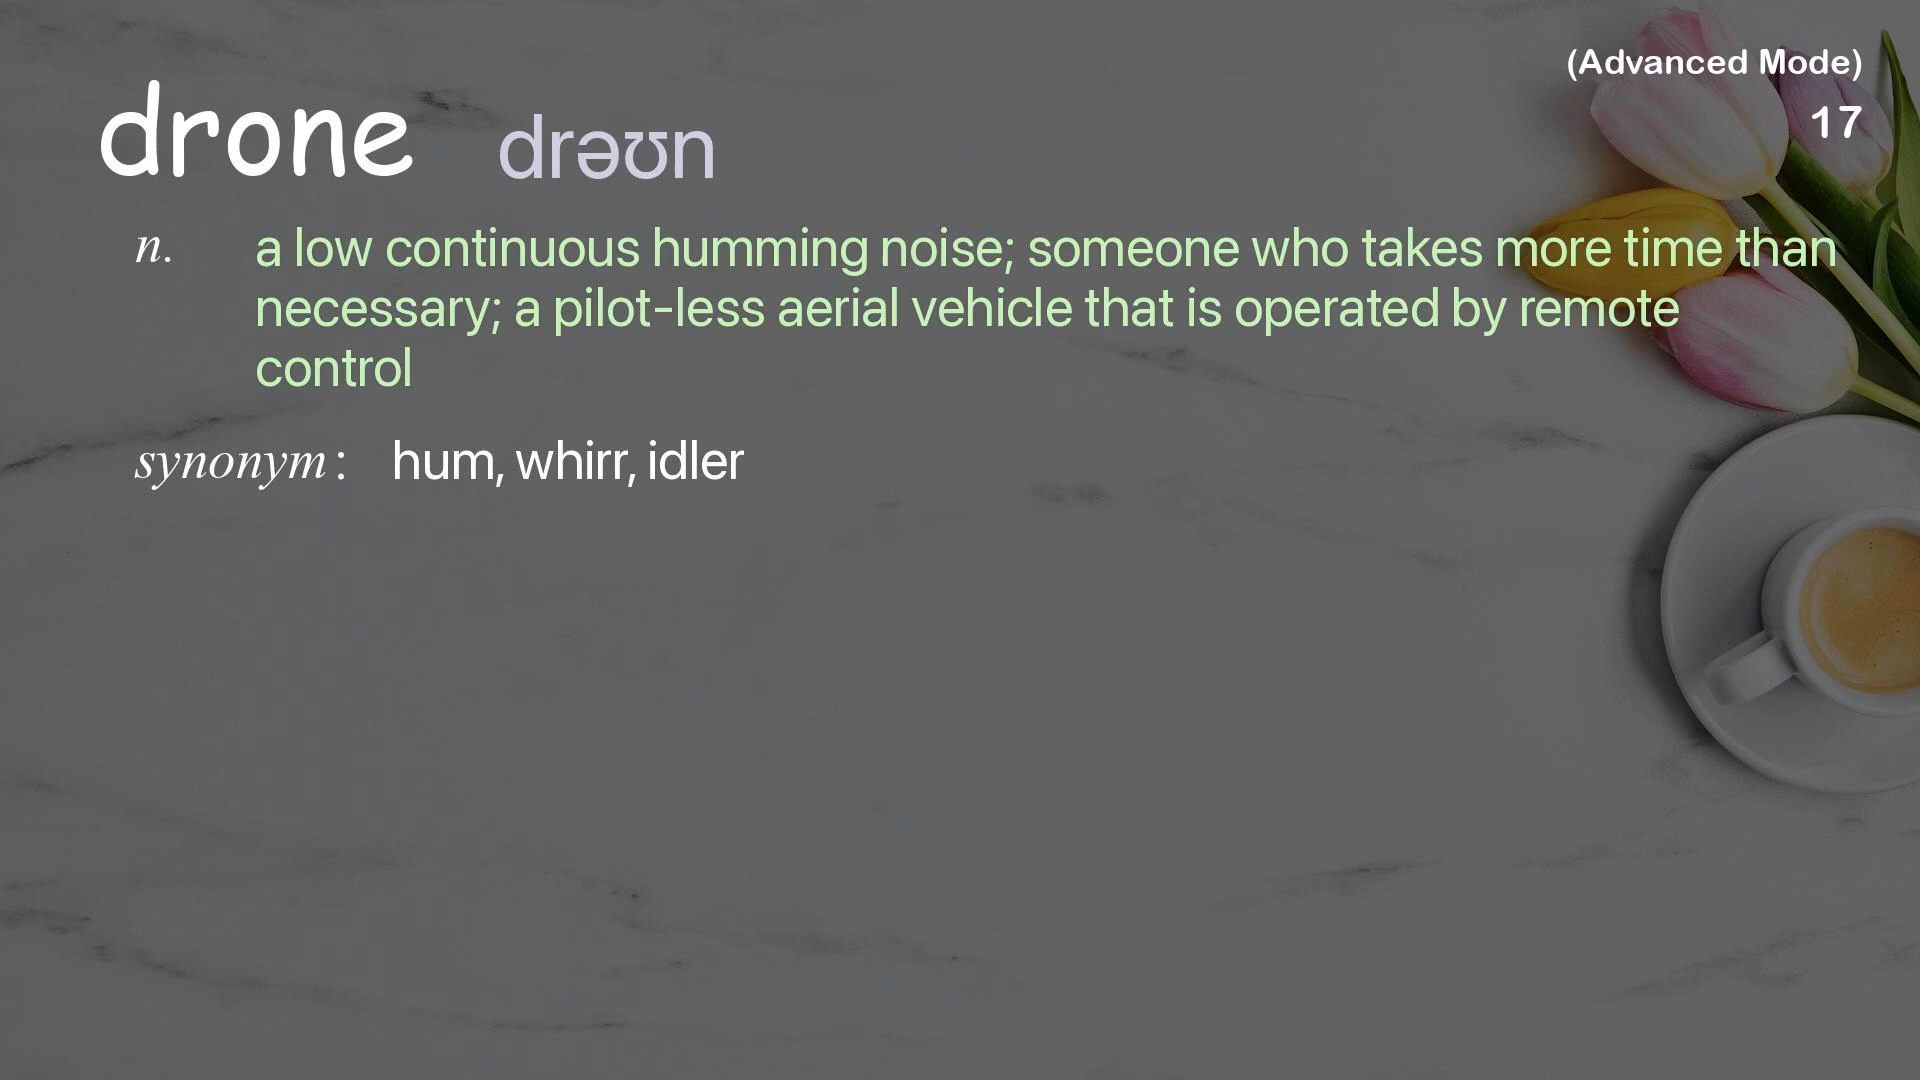 (Advanced Mode)
17
drone drəʊn
n. a low continuous humming noise; someone who takes more time than
necessary; a pilot-less aerial vehicle that is operated by remote
control
synonym: hum, whirr, idler